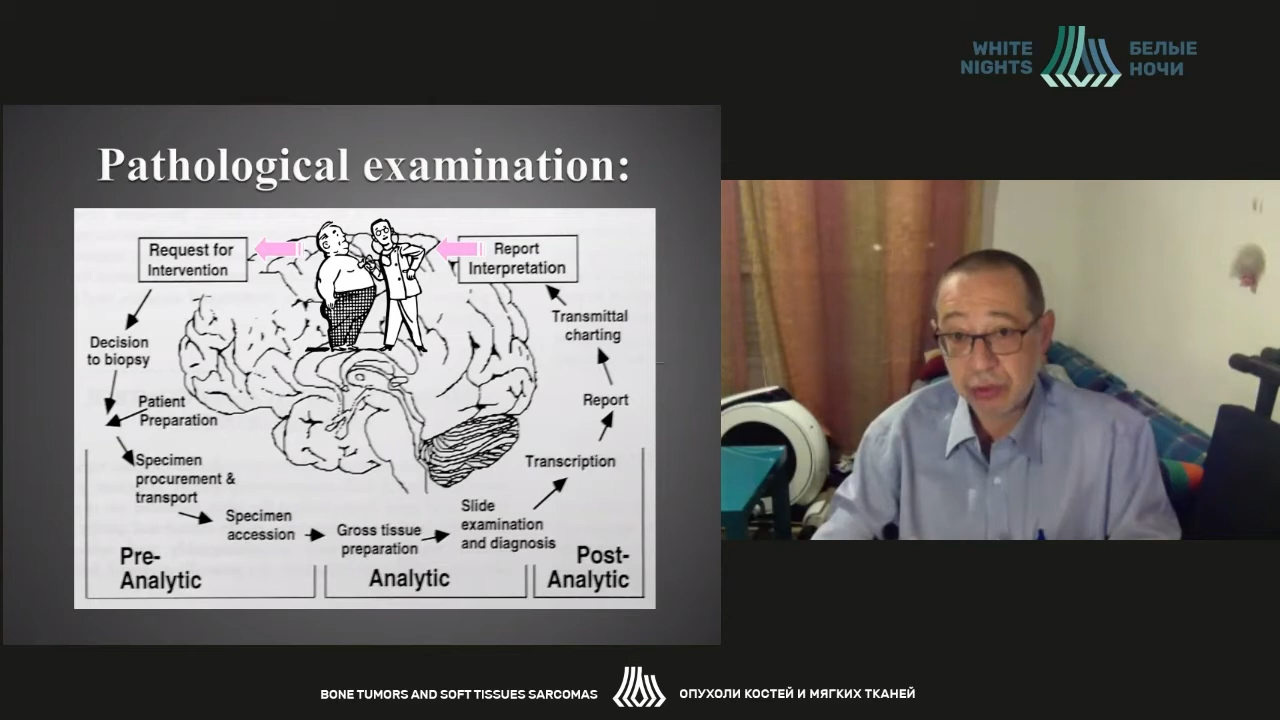 WHITE
NIGHTS
БЕЛЫЕ
НОЧИ
Pathological examination:
Request for
Intervention
Report
Interpretation
Decision
to biopsy
Transmittal
charting
Patient
Preparation
Report
Specimen
procurement &
transport
Transcription
Specimen
accession
Gross tissue
preparation
Slide
examination
and diagnosis
Pre-
Analytic
Analytic
Post-
Analytic
BONE TUMORS AND SOFT TISSUES SARCOMAS
ОПУХОЛИ КОСТЕЙ И МЯГКИХ ТКАНЕЙ